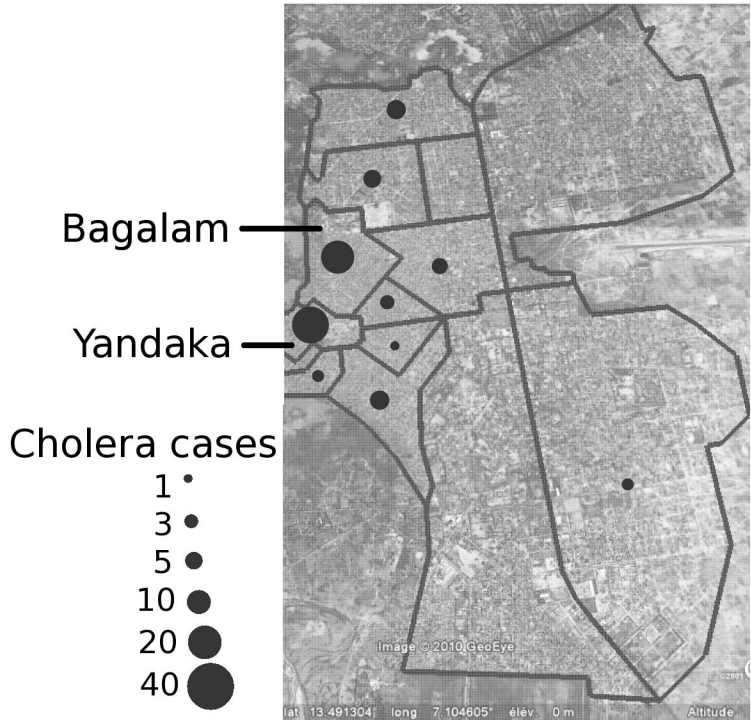 Bagalam
Yandaka
Cholera cases
1
3
5
10
20
40
Image © 2010 GeoEye
©2009
lat 13.491304° long 7.104605° élév 0 m Altitude